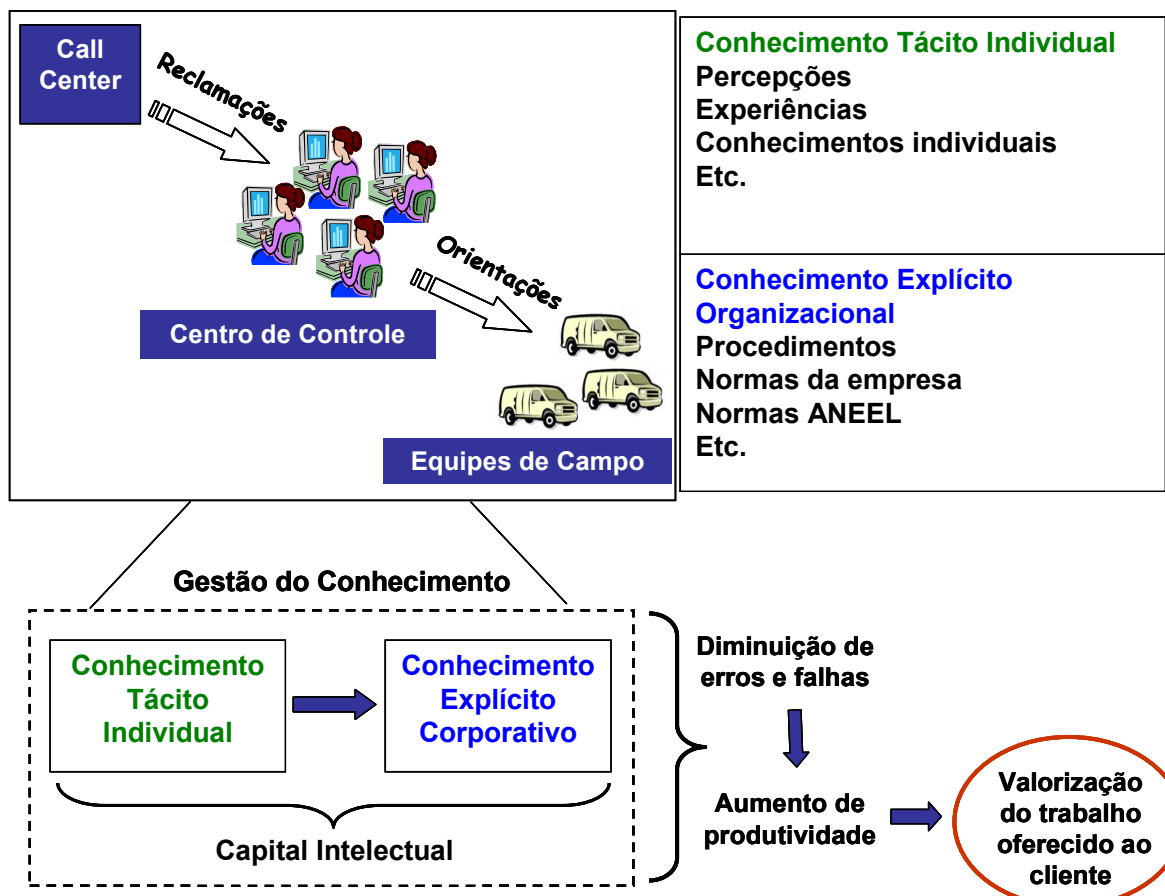 Call
Center
Reclamações
Orientações
Centro de Controle
Equipes de Campo
Conhecimento Tácito Individual
Percepções
Experiências
Conhecimentos individuais
Etc.
Conhecimento Explícito
Organizacional
Procedimentos
Normas da empresa
Normas ANEEL
Etc.
Gestão do Conhecimento
Conhecimento
Tácito
Individual
Conhecimento
Explícito
Corporativo
Capital Intelectual
Diminuição de
erros e falhas
Aumento de
produtividade
Valorização
do trabalho
oferecido ao
cliente